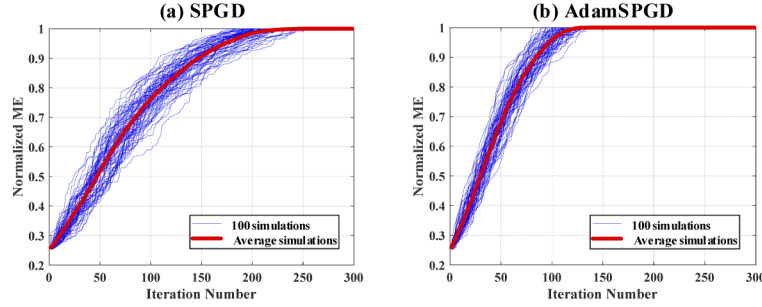 (a) SPGD
1
0.9
0.8
0.7
0.6
0.5
0.4
0.3
0.2
Normalized ME
0 50 100 150 200 250 300
Iteration Number
100 simulations
Average simulations
(b) AdamSPGD
1
0.9
0.8
0.7
0.6
0.5
0.4
0.3
0.2
Normalized ME
0 50 100 150 200 250 300
Iteration Number
100 simulations
Average simulations